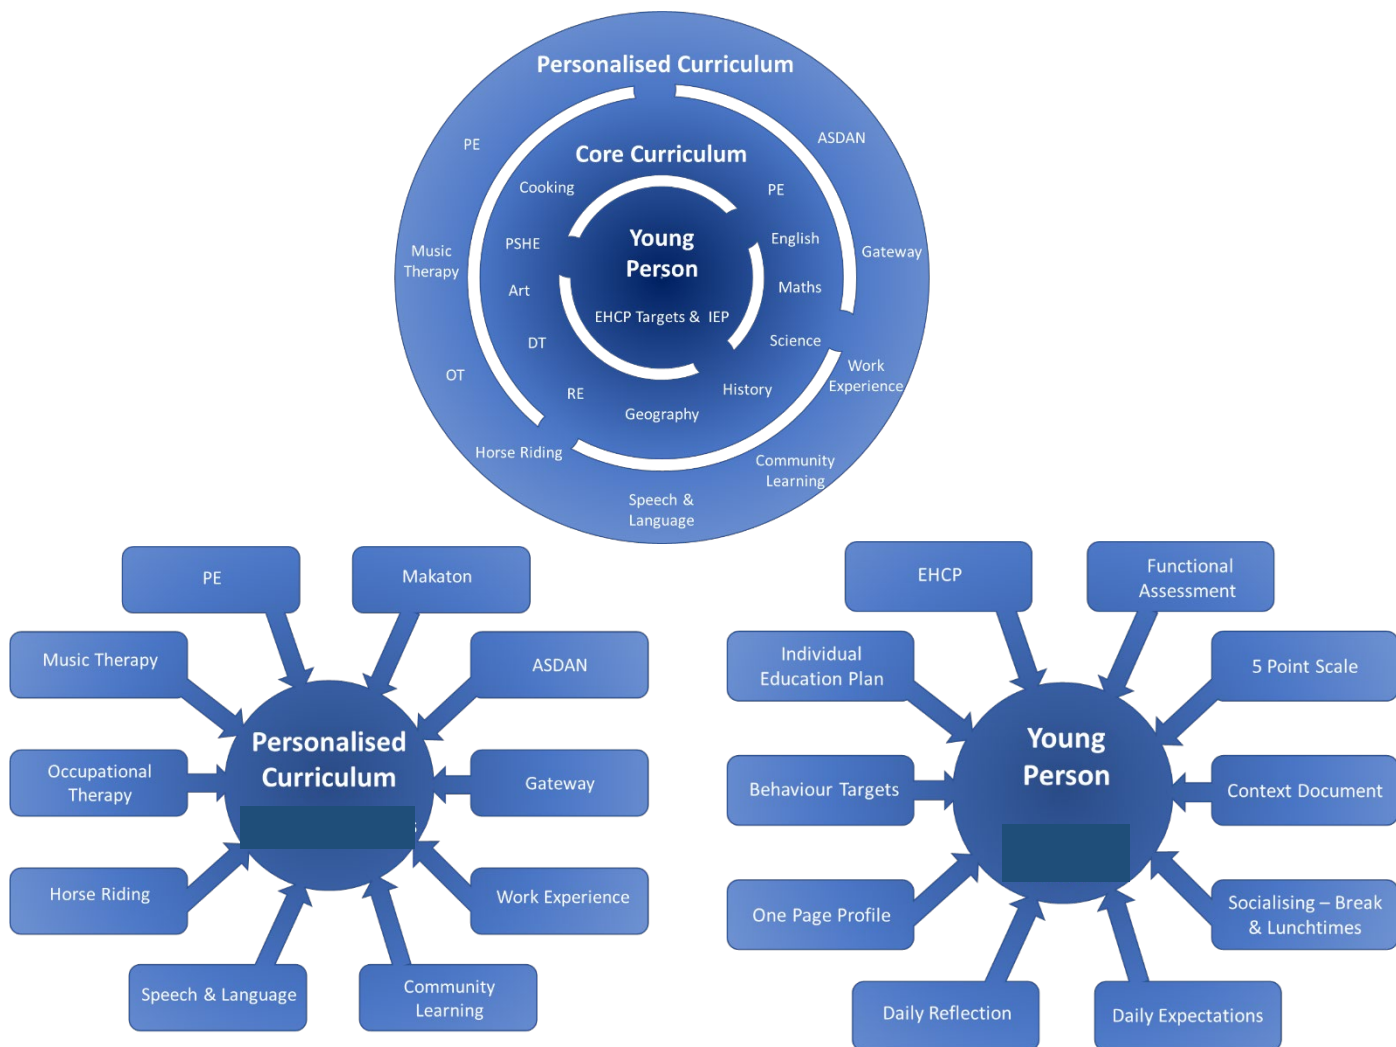 Personalised Curriculum
PE
ASDAN
Core Curriculum
Cooking
PE
PSHE
English
Young
Person
Music
Therapy
Gateway
Art
Maths
EHCP Targets & IEP
DT
Science
OT
Work
Experience
RE
History
Geography
Horse Riding
Community
Learning
Speech &
Language
PE
Makaton
Music Therapy
ASDAN
Personalised
Curriculum
Occupational
Therapy
Gateway
Horse Riding
Work Experience
Speech & Language
Community
Learning
EHCP
Functional
Assessment
Individual
Education Plan
5 Point Scale
Young
Person
Behaviour Targets
Context Document
One Page Profile
Socialising – Break
& Lunchtimes
Daily Reflection
Daily Expectations